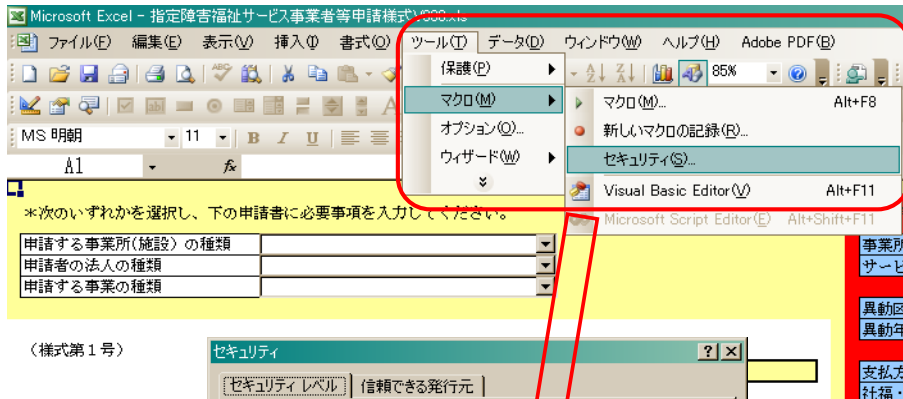 Microsoft Excel - 指定障害福祉サービス事業者等申請様式V888.xls
ファイル(F) 編集(E) 表示(V) 挿入(I) 書式(O) ツール(T) データ(D) ウィンドウ(W) ヘルプ(H) Adobe PDF(B)
保護(P)
85%
マクロ(M)
マクロ(M)... Alt+F8
オプション(O)...
新しいマクロの記録(R)...
MS 明朝 11 B I U
ウィザード(W)
セキュリティ(S)...
A1 fx
Visual Basic Editor(V) Alt+F11
*次のいずれかを選択し、下の申請書に必要事項を入力してください。
Microsoft Script Editor(E) Alt+Shift+F11
申請する事業所(施設)の種類
事業所
申請者の法人の種類
サービ
申請する事業の種類
異動区
異動年
(様式第1号)
セキュリティ
支払方
セキュリティ レベル 信頼できる発行元
社福・